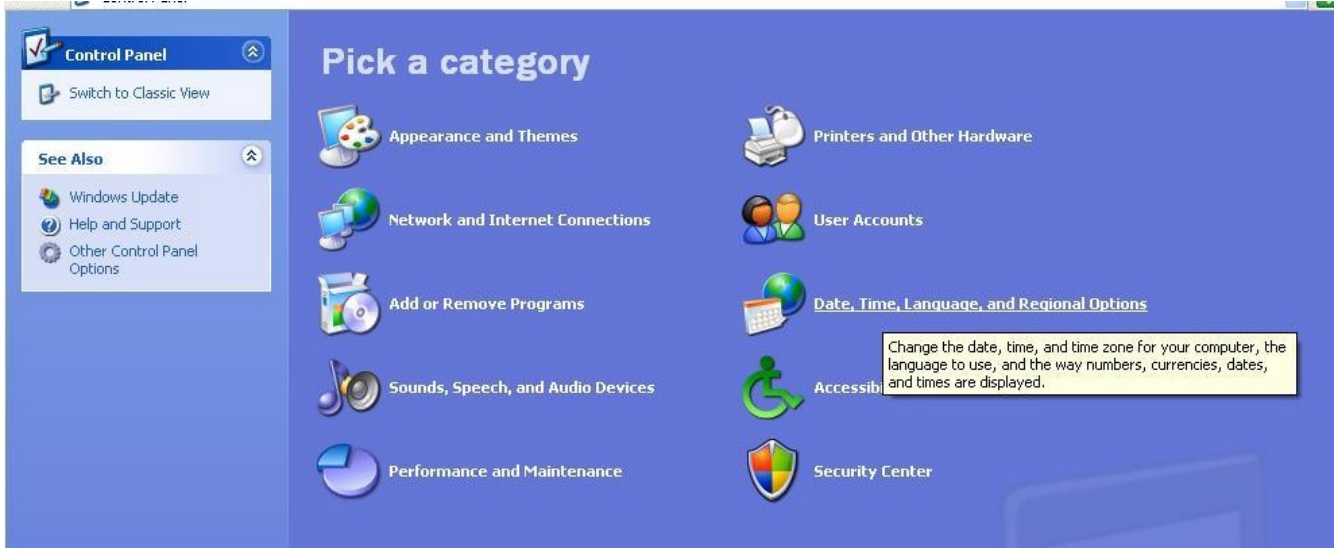 Control Panel
Control Panel
Switch to Classic View
See Also
Windows Update
Help and Support
Other Control Panel
Options
Pick a category
Appearance and Themes
Printers and Other Hardware
Network and Internet Connections
User Accounts
Add or Remove Programs
Date, Time, Language, and Regional Options
Change the date, time, and time zone for your computer, the
language to use, and the way numbers, currencies, dates,
and times are displayed.
Sounds, Speech, and Audio Devices
Performance and Maintenance
Security Center